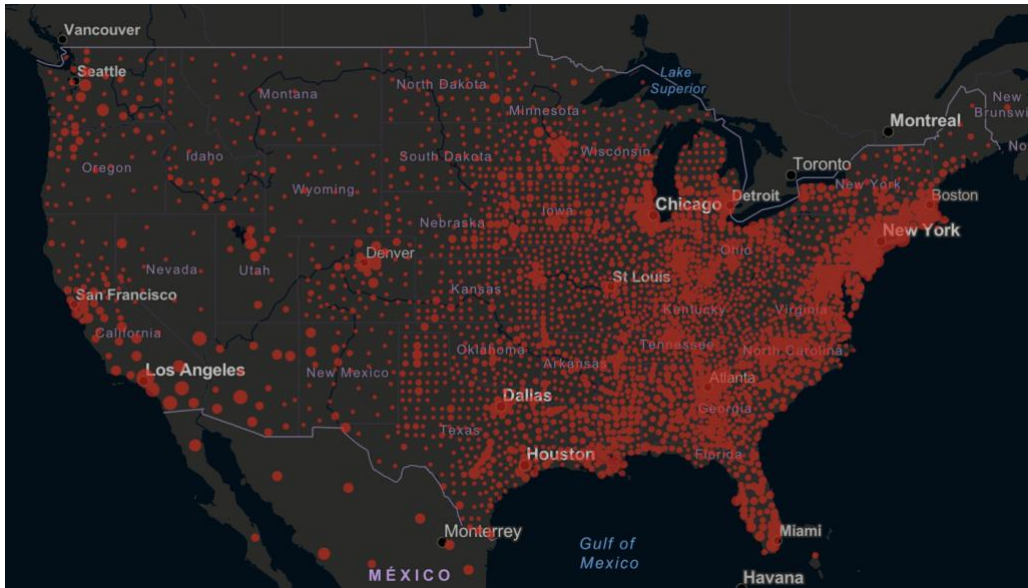 Vancouver
Seattle
Montana
North Dakota
Lake
Superior
Minnesota
Montreal
New
Brunswi
No
Oregon
Idaho
South Dakota
Wisconsin
Toronto
Wyoming
Detroit
New York
Boston
Chicago
Nebraska
Iowa
New York
Nevada
Utah
Denver
Ohio
San Francisco
Kansas
St Louis
Kentucky
Virginia
California
Los Angeles
New Mexico
Oklahoma
Arkansas
Tennessee
North Carolina
Dallas
Atlanta
Georgia
Texas
Houston
Florida
Monterrey
Miami
Gulf of
Mexico
MÉXICO
Havana